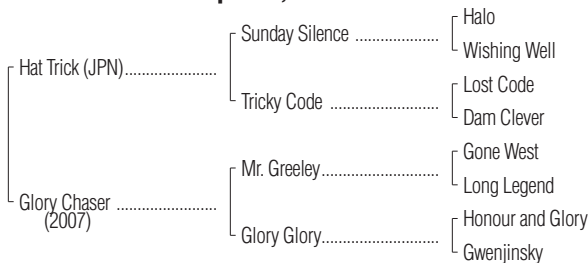 Halo
Sunday Silence ....................
Wishing Well
Hat Trick (JPN)......................
Lost Code
Tricky Code ..........................
Dam Clever
Gone West
Mr. Greeley............................
Long Legend
Glory Chaser ........................
(2007)
Honour and Glory
Glory Glory............................
Gwenjinsky